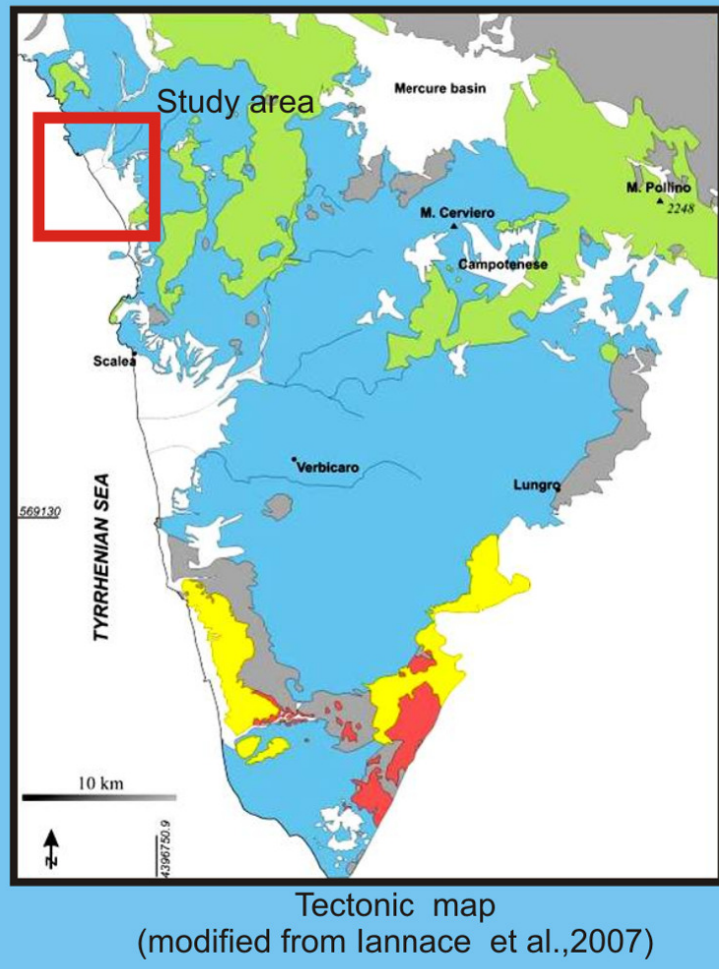 Study area
Mercure basin
M. Pollino
2248
M. Cerviero
Campotenese
Scalea
Verbicaro
Lungro
569130
TYRRHENIAN SEA
10 km
N
4396750.9
Tectonic map
(modified from Iannace et al.,2007)